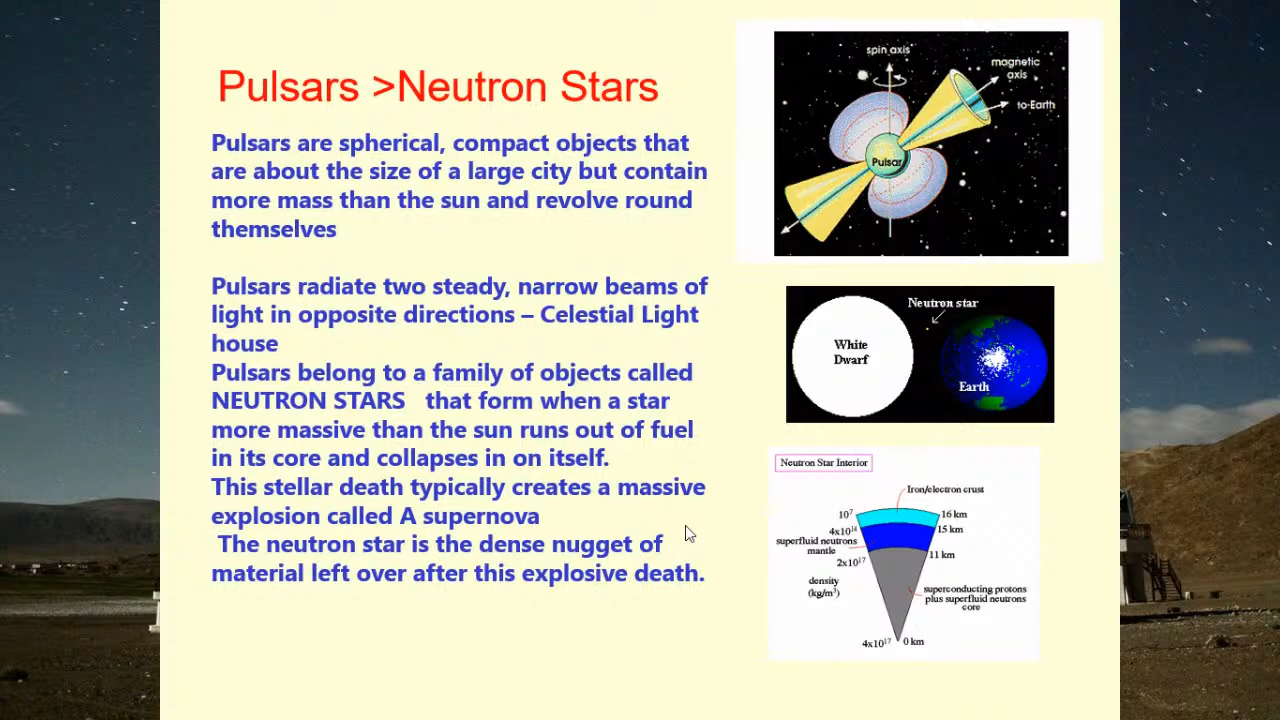 Pulsars >Neutron Stars
Pulsars are spherical, compact objects that
are about the size of a large city but contain
more mass than the sun and revolve round
themselves
Pulsars radiate two steady, narrow beams of
light in opposite directions – Celestial Light
house
Pulsars belong to a family of objects called
NEUTRON STARS that form when a star
more massive than the sun runs out of fuel
in its core and collapses in on itself.
This stellar death typically creates a massive
explosion called A supernova
The neutron star is the dense nugget of
material left over after this explosive death.
spin axis
magnetic
axis
to-Earth
Pulsar
Neutron star
White
Dwarf
Earth
Neutron Star Interior
Iron/electron crust
10⁷
16 km
4x10¹⁴
15 km
superfluid neutrons
mantle
11 km
2x10¹⁷
density
(kg/m³)
superconducting protons
plus superfluid neutrons
core
4x10¹⁷
0 km